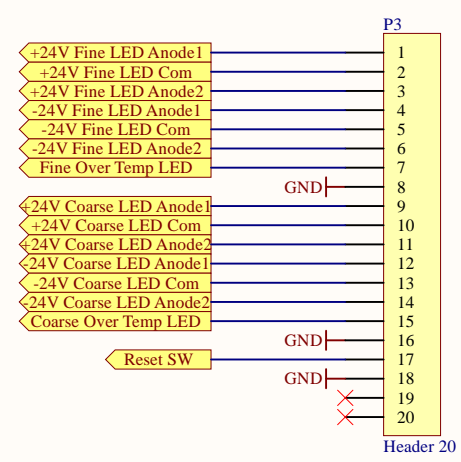 P3
+24V Fine LED Anode1 1
+24V Fine LED Com 2
+24V Fine LED Anode2 3
-24V Fine LED Anode1 4
-24V Fine LED Com 5
-24V Fine LED Anode2 6
Fine Over Temp LED 7
GND 8
+24V Coarse LED Anode1 9
+24V Coarse LED Com 10
+24V Coarse LED Anode2 11
-24V Coarse LED Anode1 12
-24V Coarse LED Com 13
-24V Coarse LED Anode2 14
Coarse Over Temp LED 15
GND 16
Reset SW 17
GND 18
19
20
Header 20